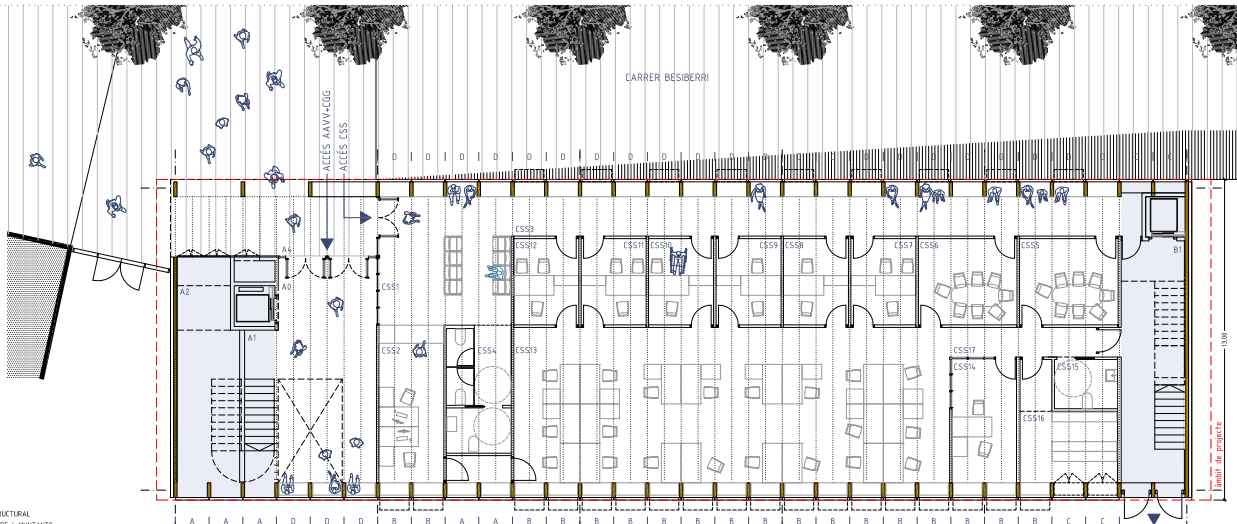 CARRER BESIBERRI
ACCÉS AAVV+CGG
ACCÉS CSS
D D D D D D D D D D D D D D D D D D D D C C C C
CSS3
CSS12
CSS11
CSS10
CSS9
CSS8
CSS7
CSS6
CSS5
B1
A4
A2
A0
CSS1
A1
CSS2
CSS4
CSS13
CSS17
CSS14
CSS15
CSS16
13,00
àmbit de projecte
A A A D D D B B A A B B B B B B B B B B B B B B B B C C